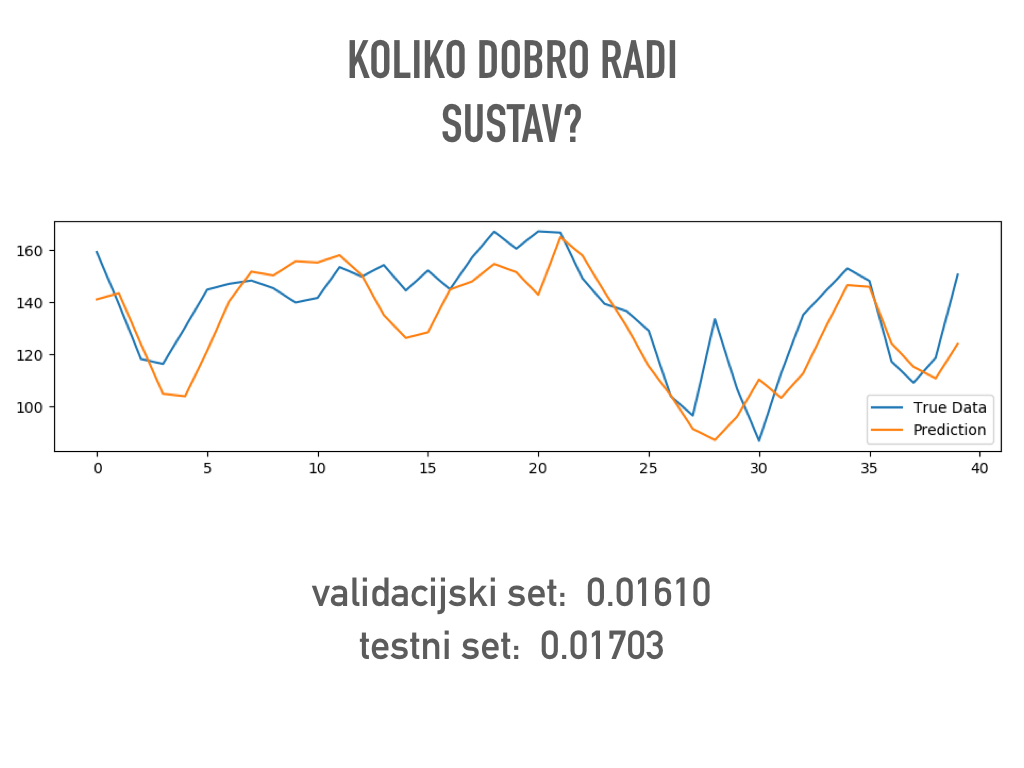 KOLIKO DOBRO RADI
SUSTAV?
160
140
120
100
True Data
Prediction
0 5 10 15 20 25 30 35 40
validacijski set: 0.01610
testni set: 0.01703